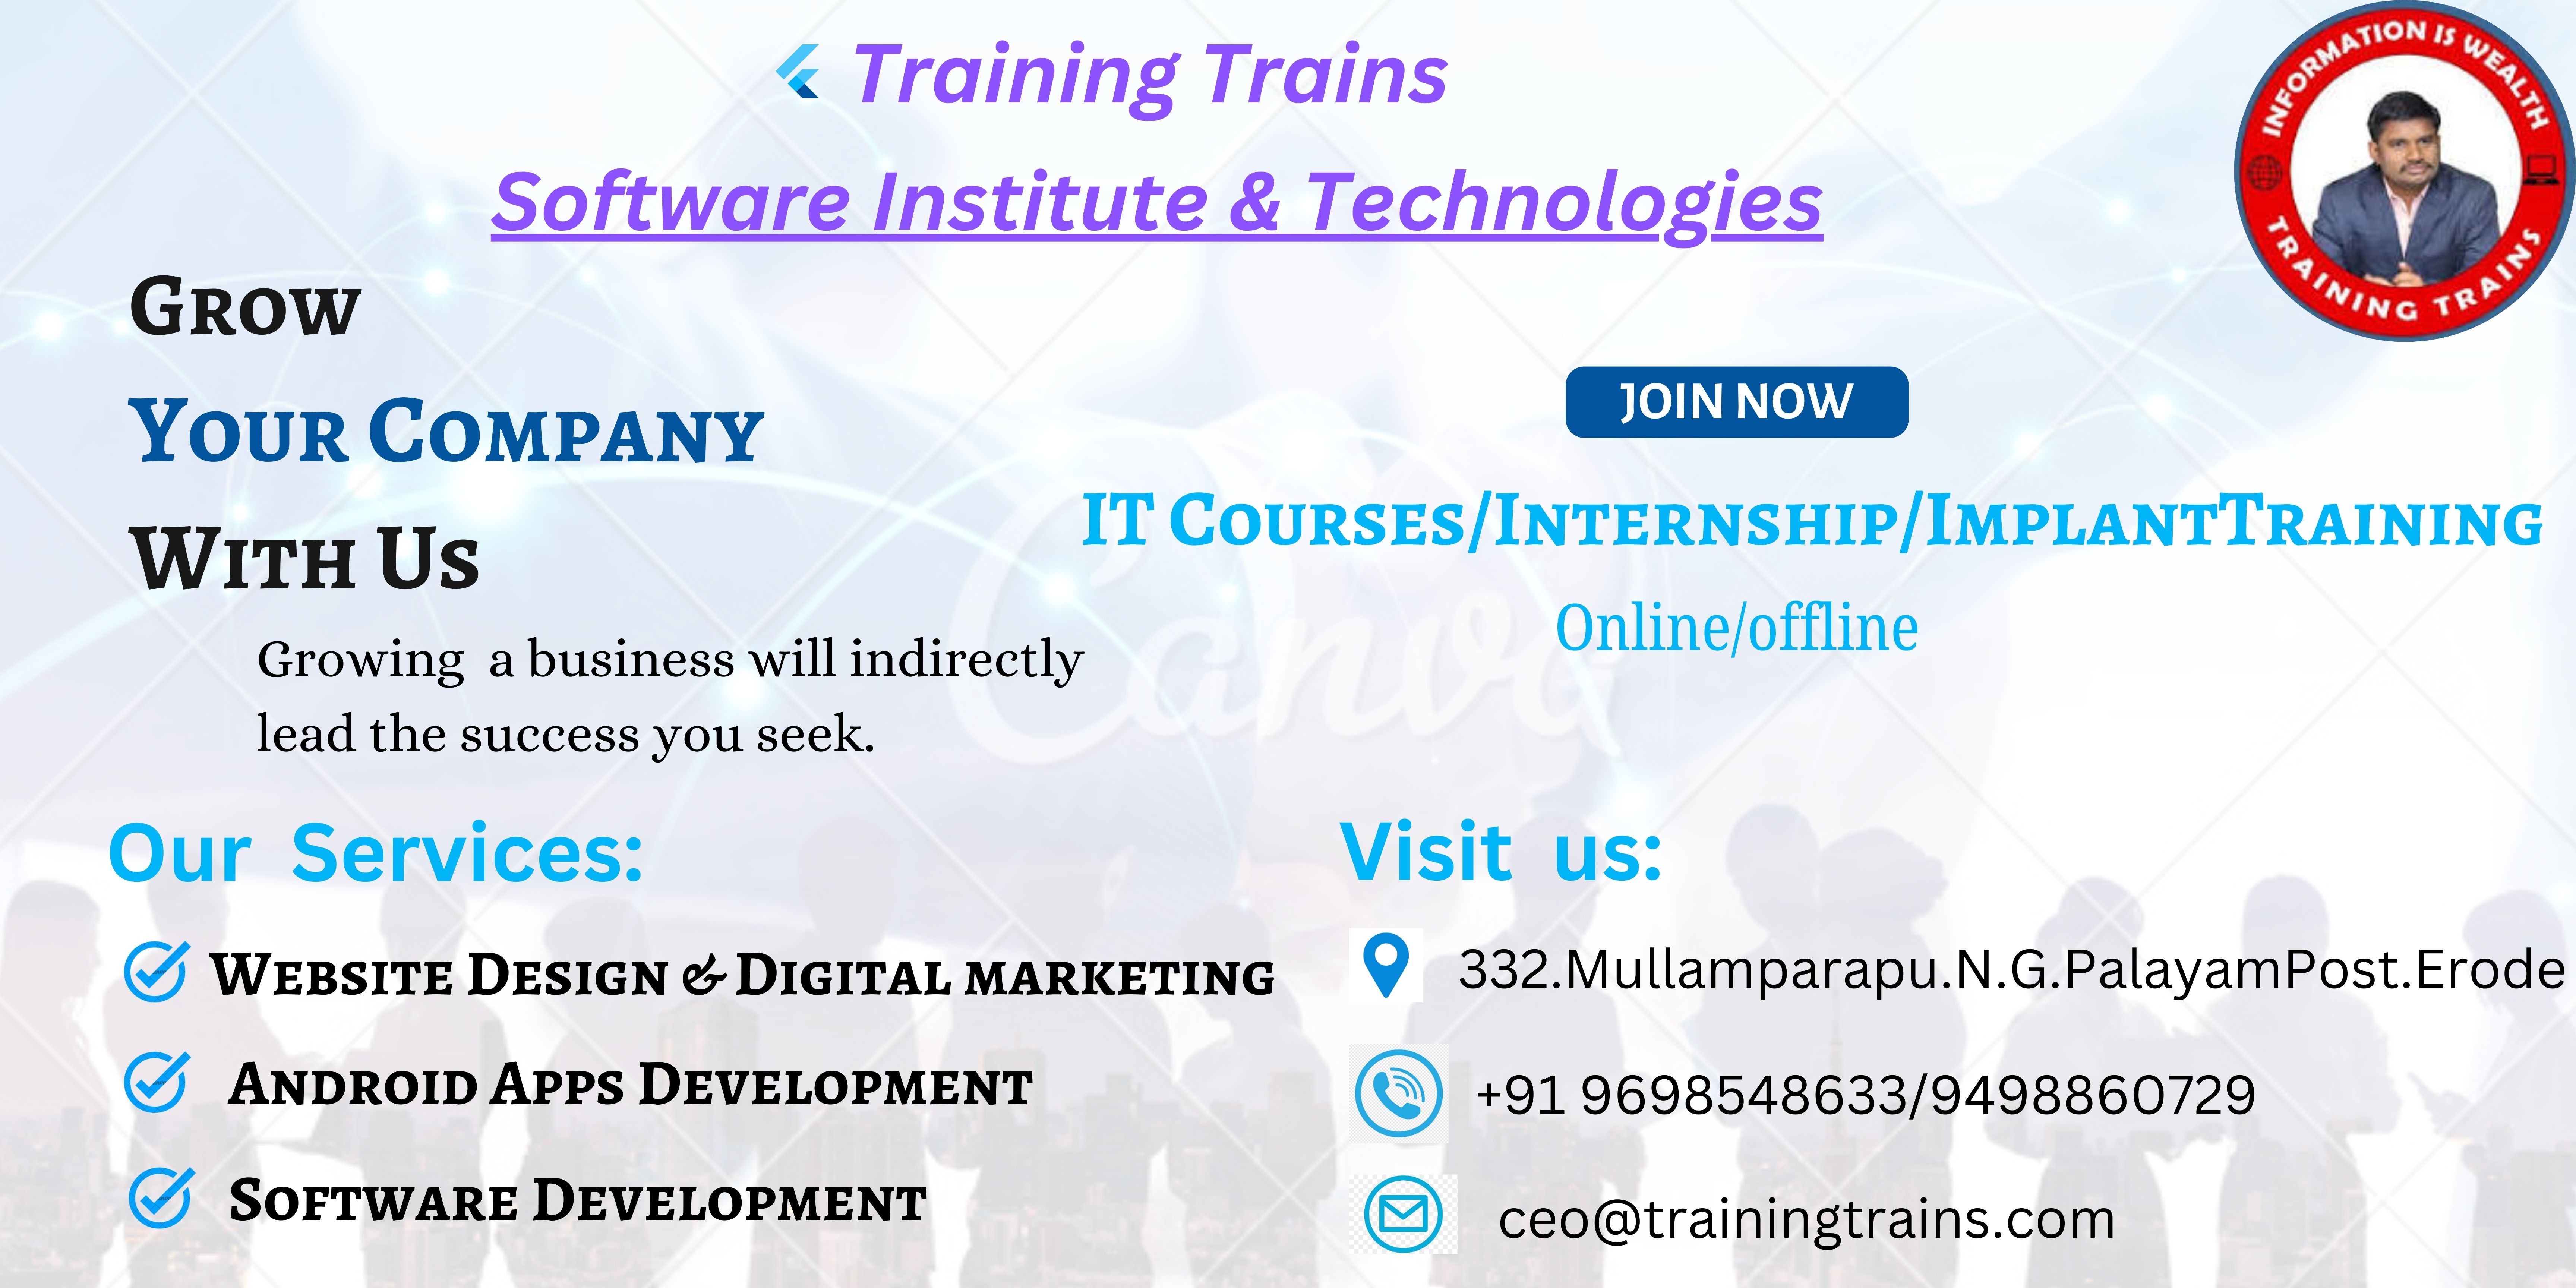 Training Trains
Software Institute & Technologies
INFORMATION IS WEALTH
TRAINING TRAINS
Grow
Your Company
With Us
Growing a business will indirectly
lead the success you seek.
JOIN NOW
IT Courses/Internship/ImplantTraining
Online/offline
Canva
Our Services:
Website Design & Digital marketing
Android Apps Development
Software Development
Visit us:
332.Mullamparapu.N.G.PalayamPost.Erode
+91 9698548633/9498860729
ceo@trainingtrains.com